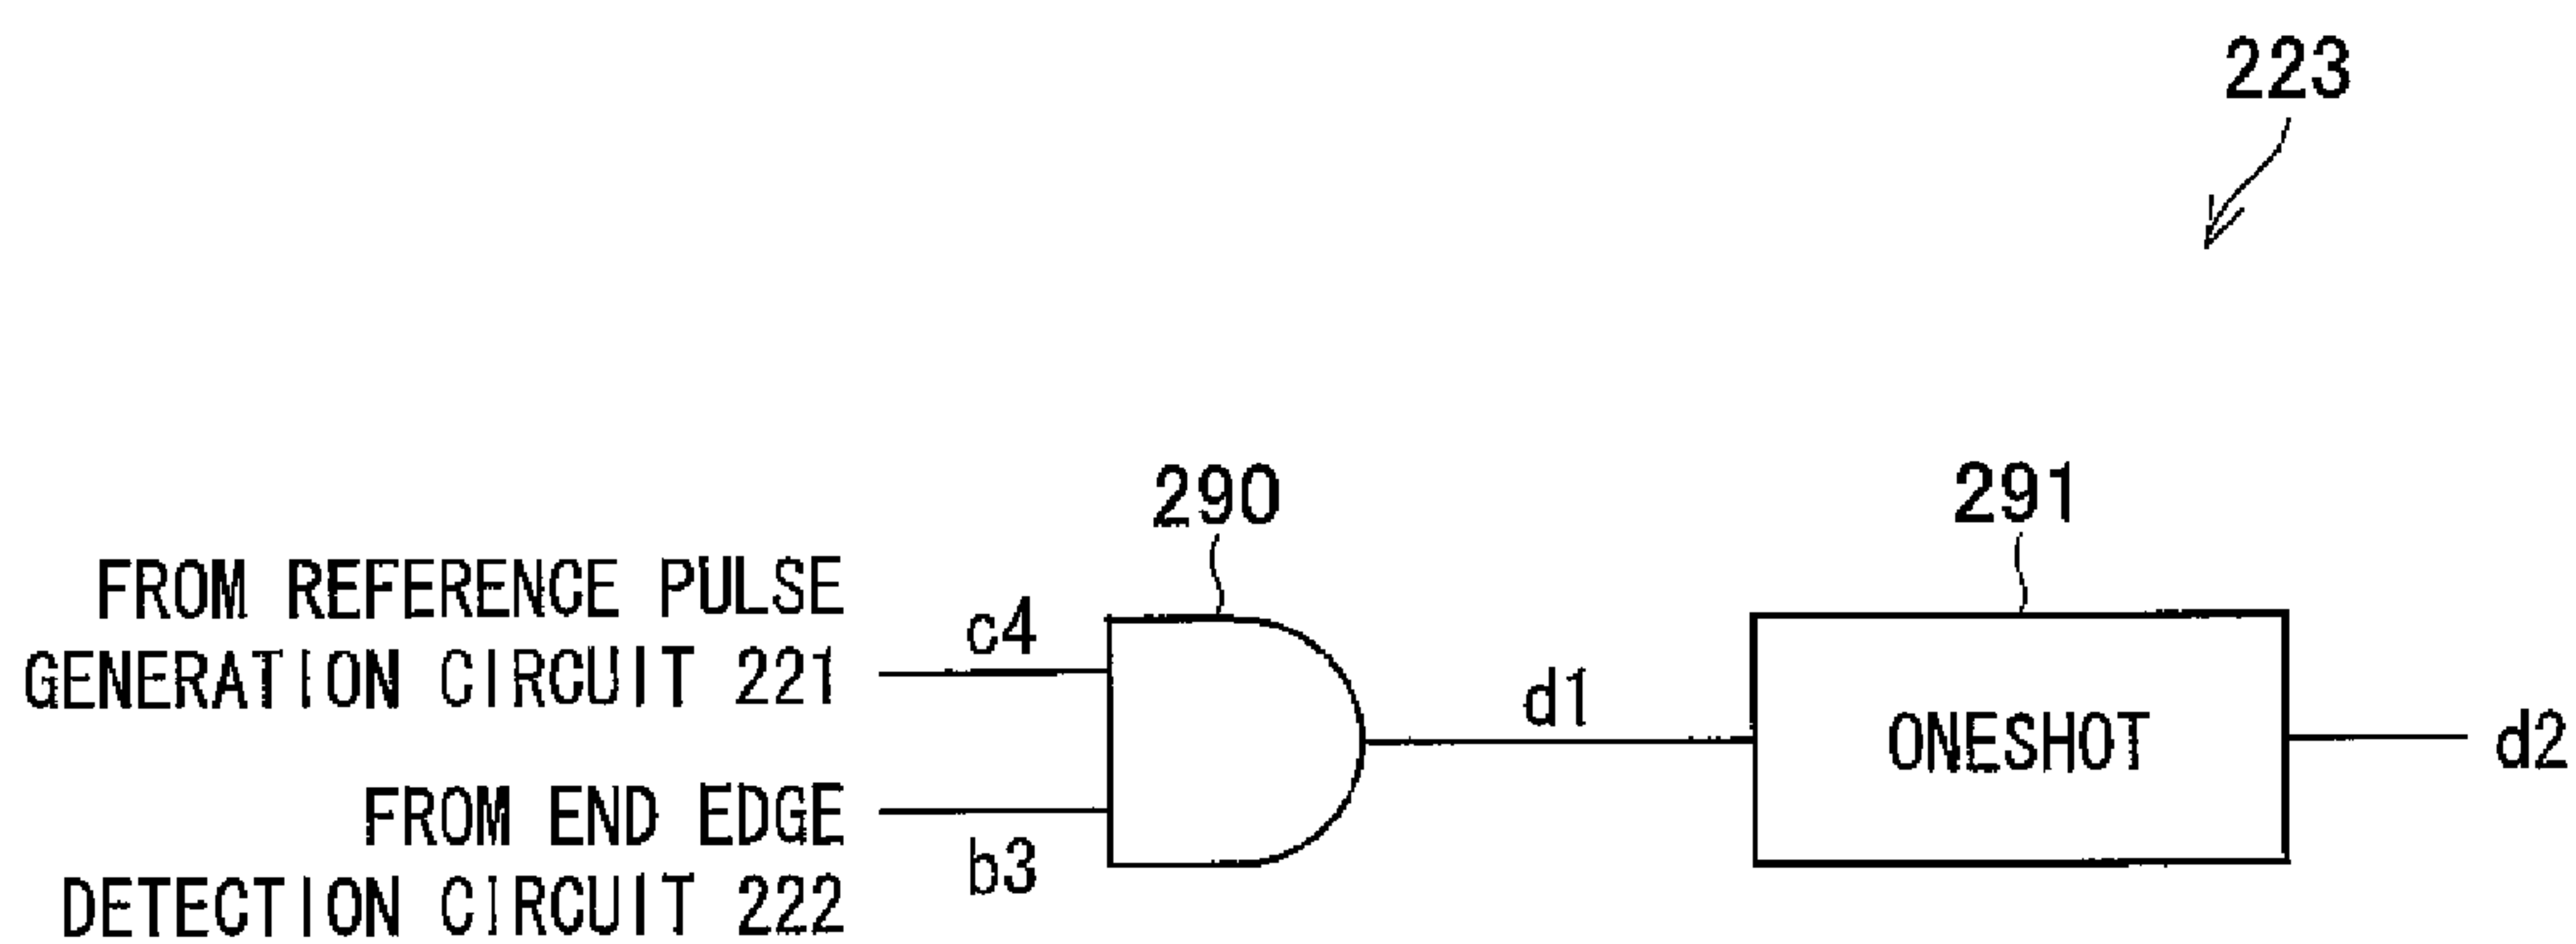 223
290
291
FROM REFERENCE PULSE
GENERATION CIRCUIT 221
c4
d1
ONESHOT
d2
FROM END EDGE
DETECTION CIRCUIT 222
b3